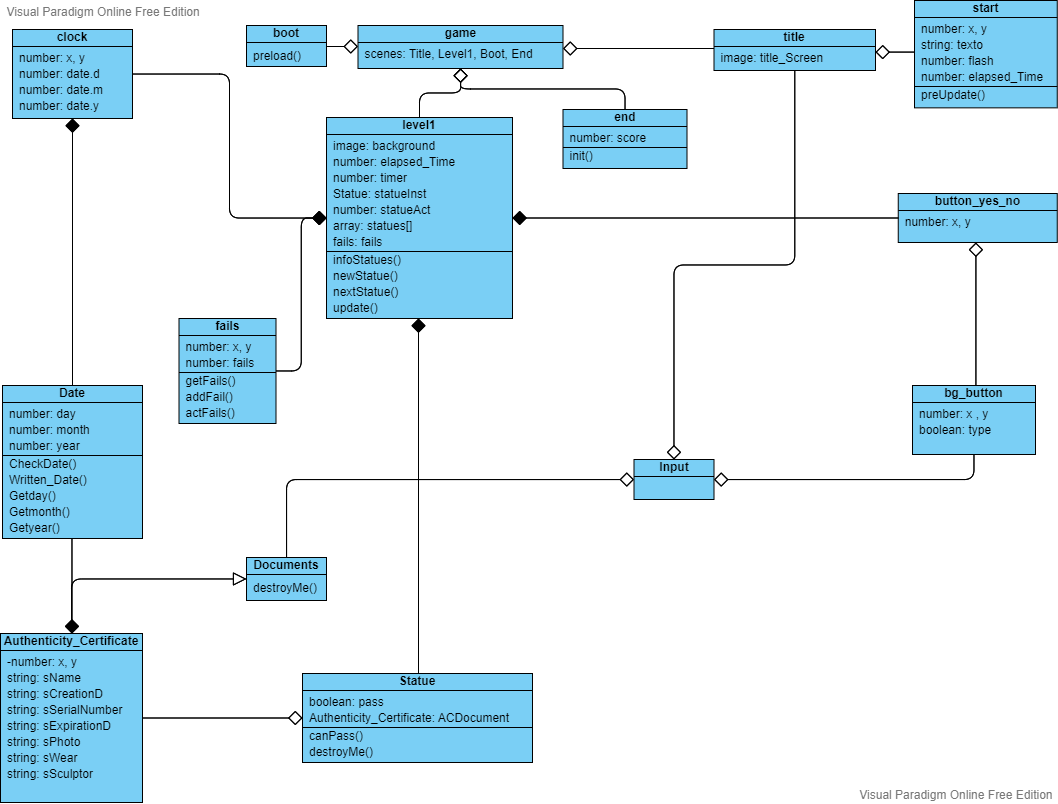 Visual Paradigm Online Free Edition
clock
number: x, y
number: date.d
number: date.m
number: date.y
boot
preload()
game
scenes: Title, Level1, Boot, End
title
image: title_Screen
start
number: x, y
string: texto
number: flash
number: elapsed_Time
preUpdate()
level1
image: background
number: elapsed_Time
number: timer
Statue: statueInst
number: statueAct
array: statues[]
fails: fails
infoStatues()
newStatue()
nextStatue()
update()
end
number: score
init()
button_yes_no
number: x, y
fails
number: x, y
number: fails
getFails()
addFail()
actFails()
Date
number: day
number: month
number: year
CheckDate()
Written_Date()
Getday()
Getmonth()
Getyear()
bg_button
number: x , y
boolean: type
Input
Documents
destroyMe()
Authenticity_Certificate
-number: x, y
string: sName
string: sCreationD
string: sSerialNumber
string: sExpirationD
string: sPhoto
string: sWear
string: sSculptor
Statue
boolean: pass
Authenticity_Certificate: ACDocument
canPass()
destroyMe()
Visual Paradigm Online Free Edition